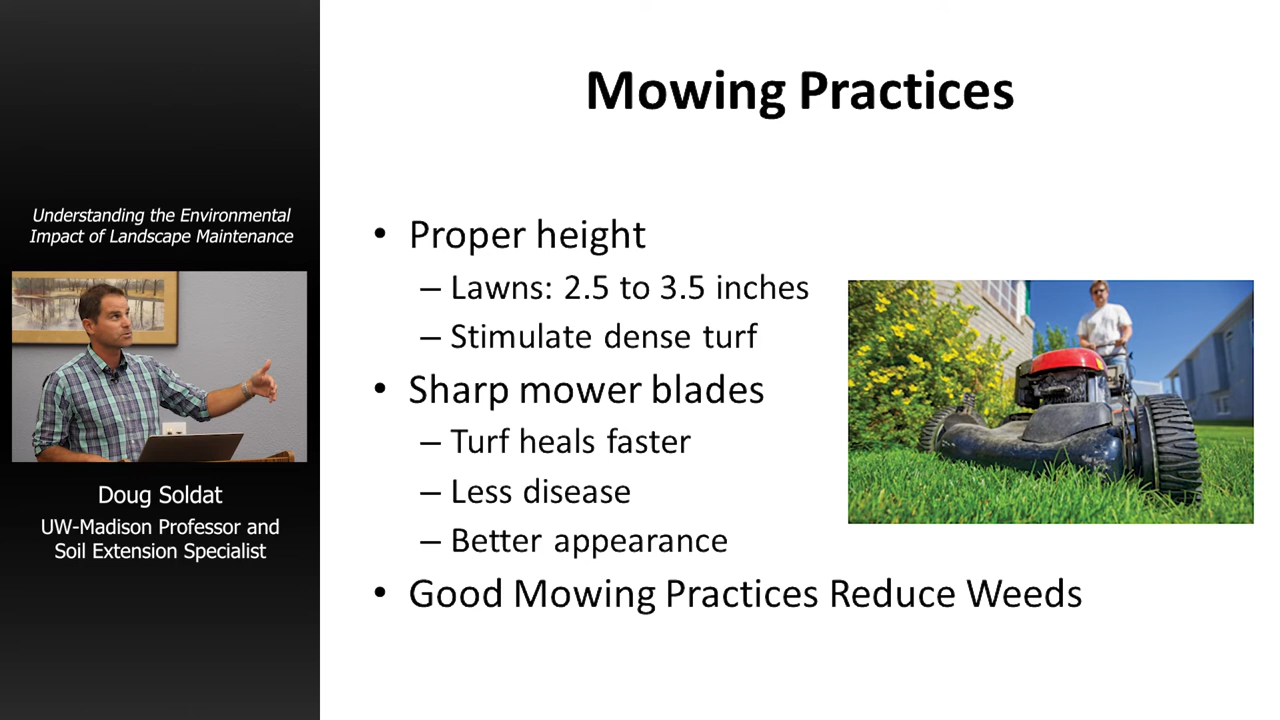 Understanding the Environmental
Impact of Landscape Maintenance
Doug Soldat
UW-Madison Professor and
Soil Extension Specialist
Mowing Practices
• Proper height
– Lawns: 2.5 to 3.5 inches
– Stimulate dense turf
• Sharp mower blades
– Turf heals faster
– Less disease
– Better appearance
• Good Mowing Practices Reduce Weeds